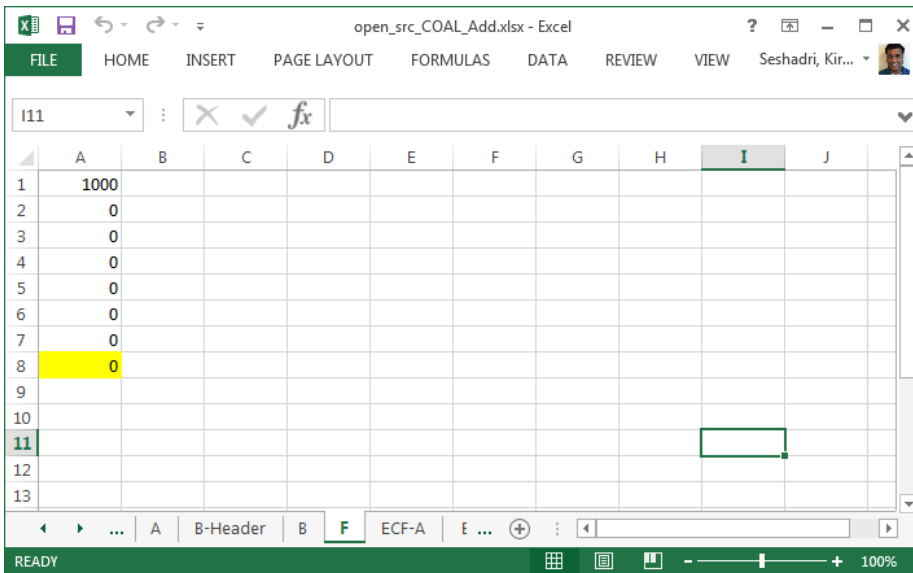 open_src_COAL_Add.xlsx - Excel ?
FILE HOME INSERT PAGE LAYOUT FORMULAS DATA REVIEW VIEW Seshadri, Kir...
I11 fx
A B C D E F G H I J
1 1000
2 0
3 0
4 0
5 0
6 0
7 0
8 0
9
10
11
12
13
... A B-Header B F ECF-A E ...
READY 100%